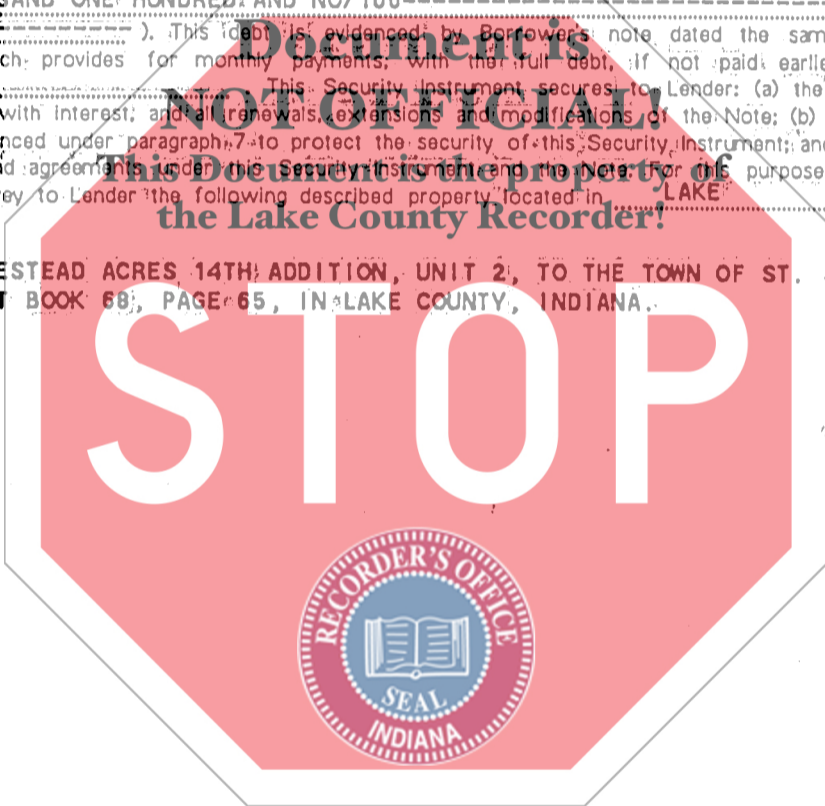 SAND ONE HUNDRED AND NO/100
Document is
). This debt is evidenced by Borrower's note dated the sam
ch provides for monthly payments, with the full debt, if not paid earlie
This Security Instrument secures to Lender: (a) the
NOT OFFICIAL!
with interest, and all renewals, extensions and modifications of the Note; (b)
nced under paragraph 7 to protect the security of this Security Instrument; and
This Document is the property of
d agreements under this Security Instrument and the Note. For this purpose
ey to Lender the following described property located in LAKE
the Lake County Recorder!
ESTEAD ACRES 14TH ADDITION, UNIT 2, TO THE TOWN OF ST.
T BOOK 68, PAGE 65, IN LAKE COUNTY, INDIANA.
STOP
RECORDER'S OFFICE
SEAL
INDIANA